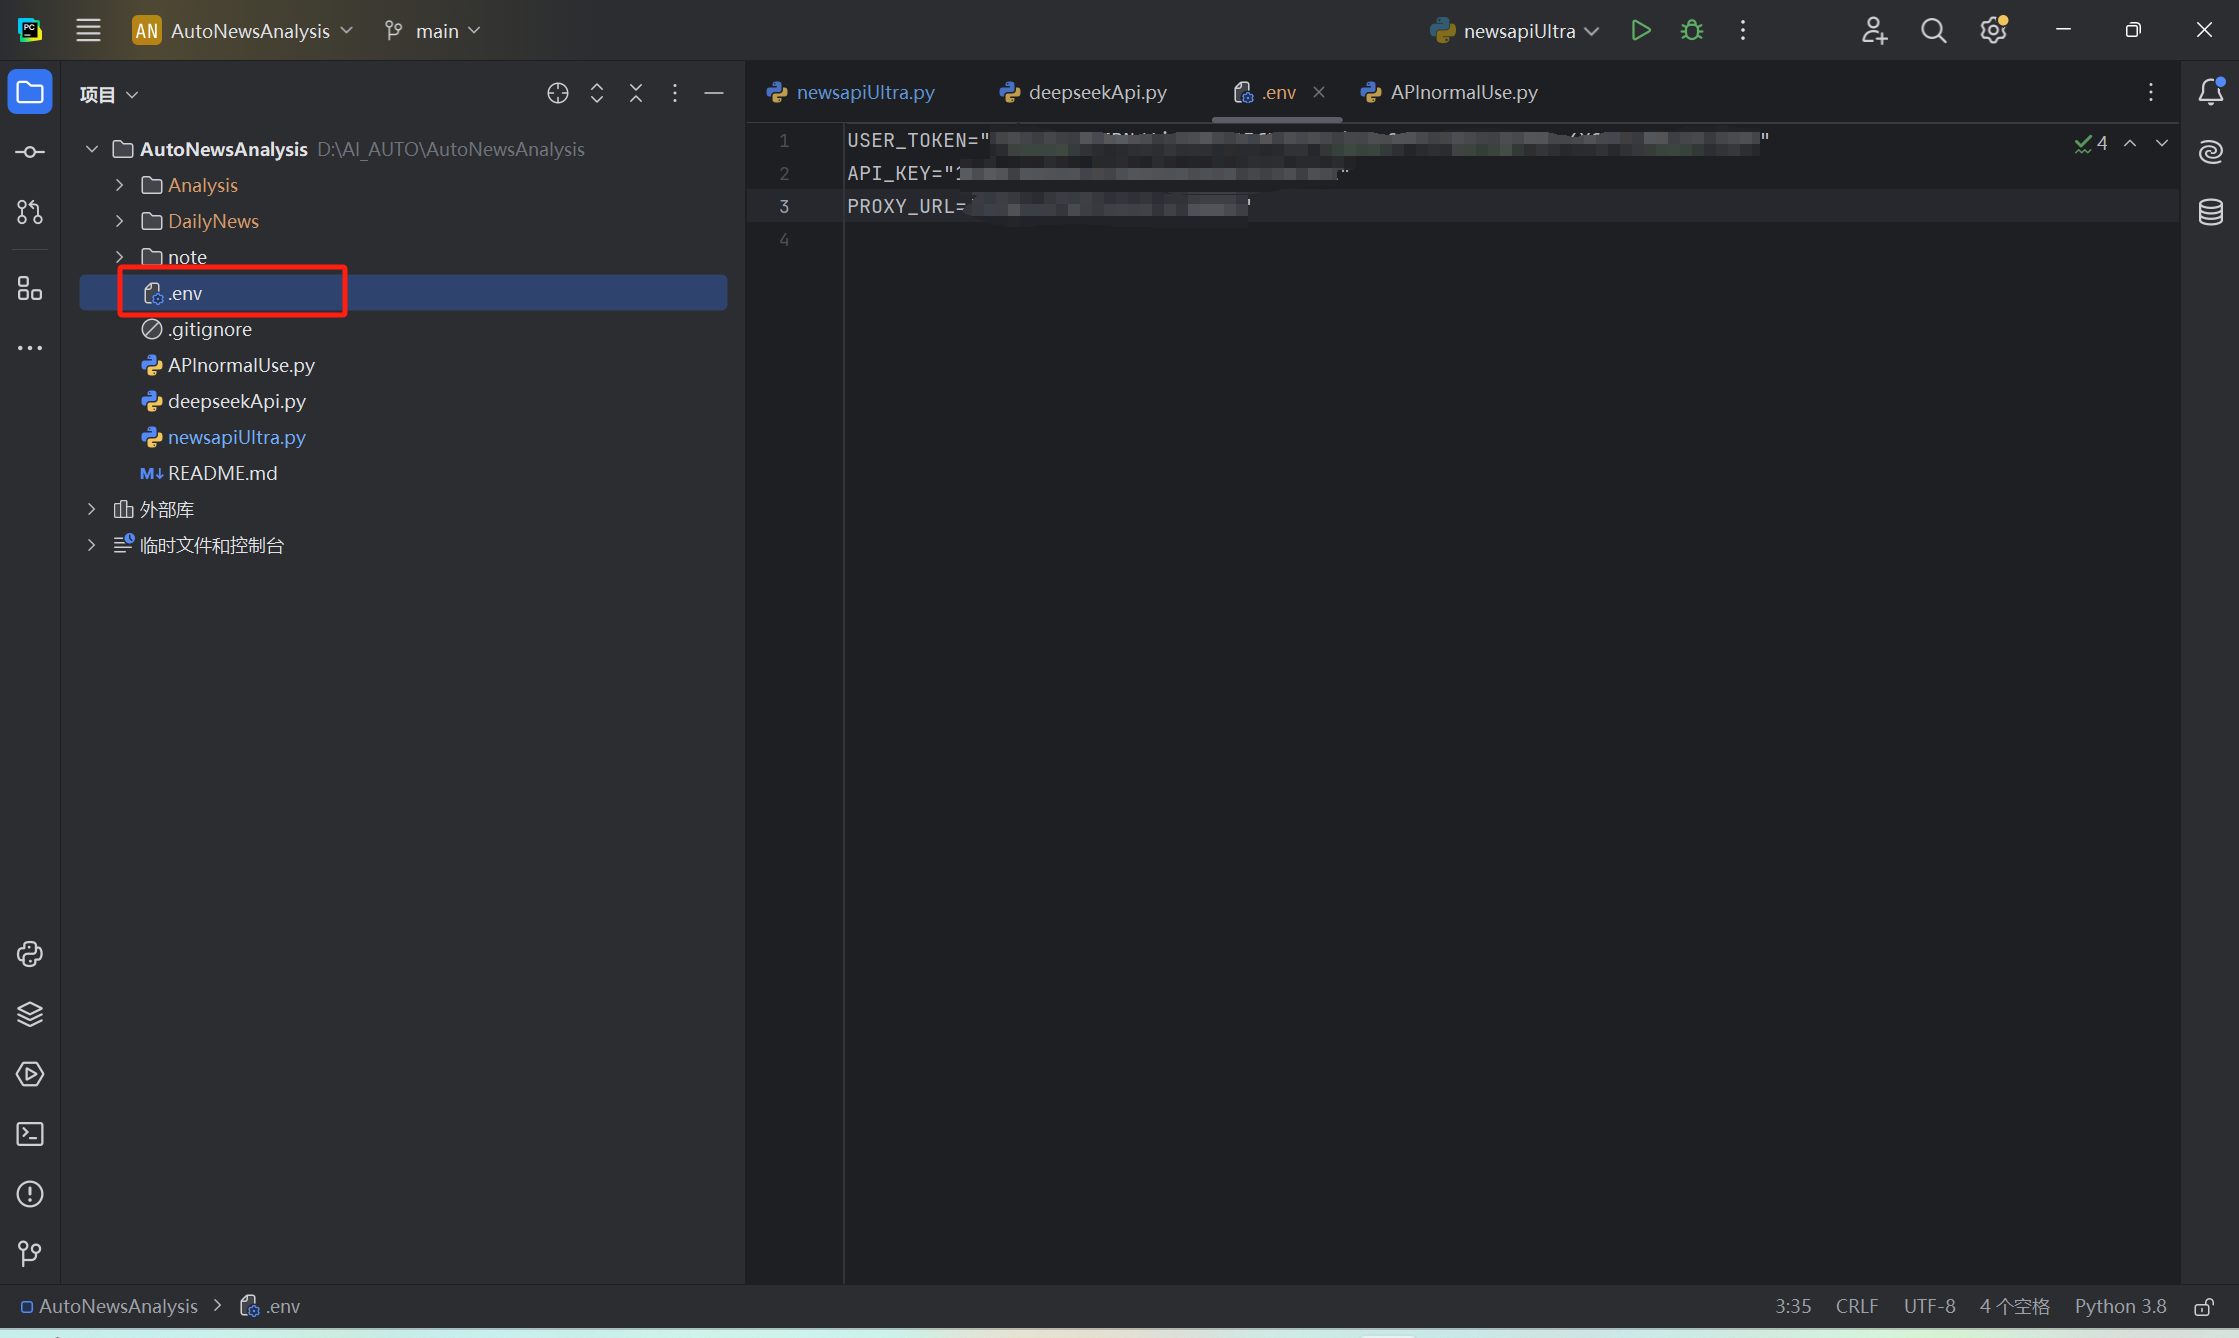 PC
AN AutoNewsAnalysis
main
newsapiUltra
项目
newsapiUltra.py
deepseekApi.py
.env
APInormalUse.py
AutoNewsAnalysis D:\AI_AUTO\AutoNewsAnalysis
Analysis
DailyNews
note
.env
.gitignore
APInormalUse.py
deepseekApi.py
newsapiUltra.py
M↓ README.md
外部库
临时文件和控制台
1 USER_TOKEN=" "
4
2 API_KEY=" "
3 PROXY_URL=
4
AutoNewsAnalysis > .env
3:35 CRLF UTF-8 4 个空格 Python 3.8